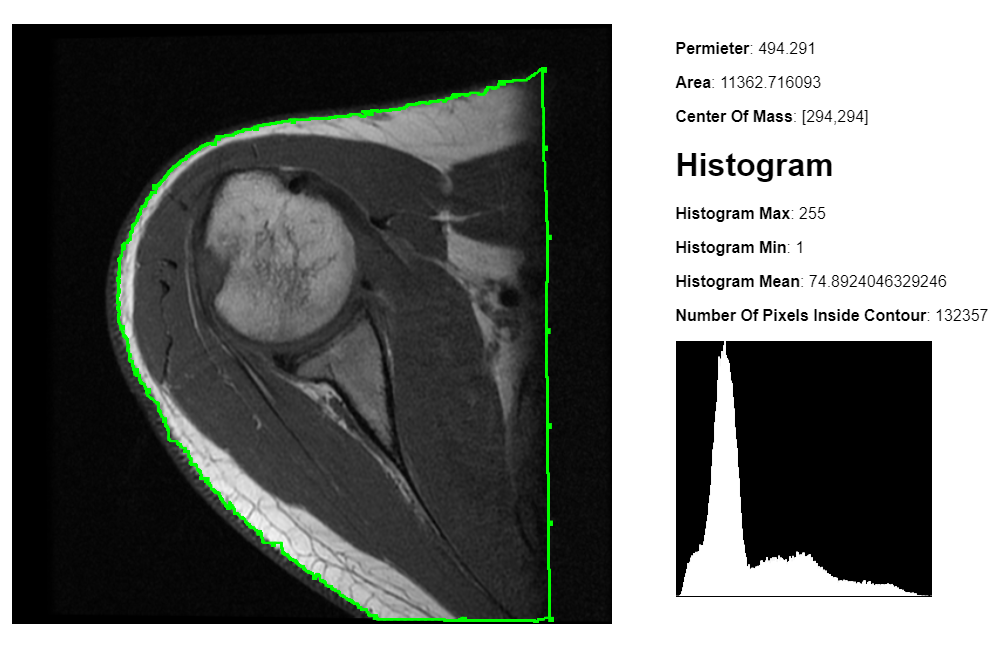 Permieter: 494.291
Area: 11362.716093
Center Of Mass: [294,294]
Histogram
Histogram Max: 255
Histogram Min: 1
Histogram Mean: 74.8924046329246
Number Of Pixels Inside Contour: 132357